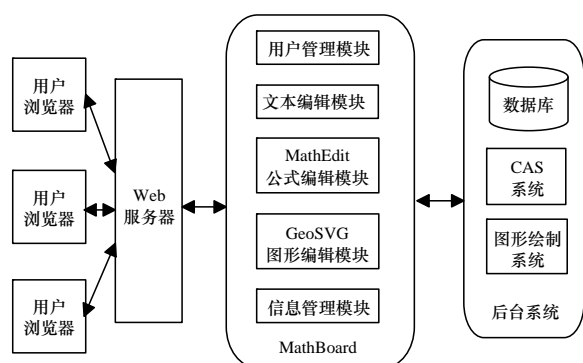 用户
浏览器
用户
浏览器
用户
浏览器
Web
服务器
用户管理模块
文本编辑模块
MathEdit
公式编辑模块
GeoSVG
图形编辑模块
信息管理模块
MathBoard
数据库
CAS
系统
图形绘制
系统
后台系统